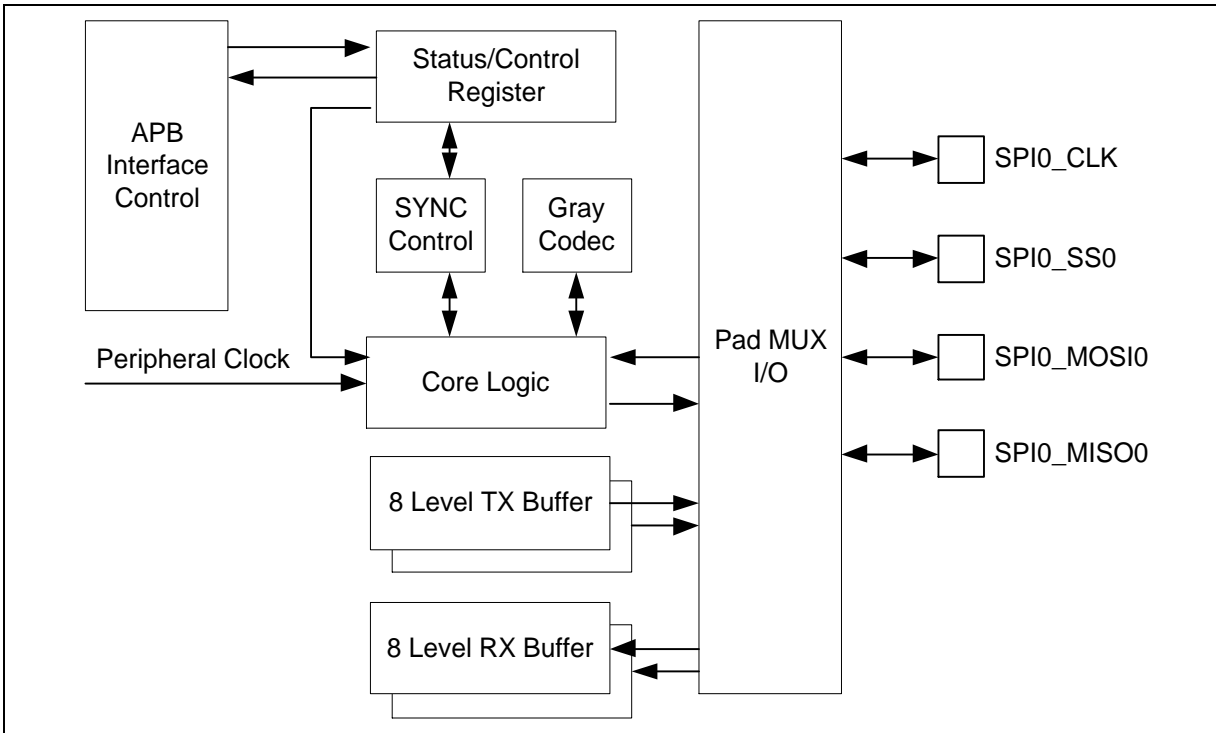 Status/Control
Register
APB
Interface
Control
SYNC
Control
Gray
Codec
SPI0_CLK
SPI0_SS0
Pad MUX
I/O
SPI0_MOSI0
SPI0_MISO0
Peripheral Clock
Core Logic
8 Level TX Buffer
8 Level RX Buffer